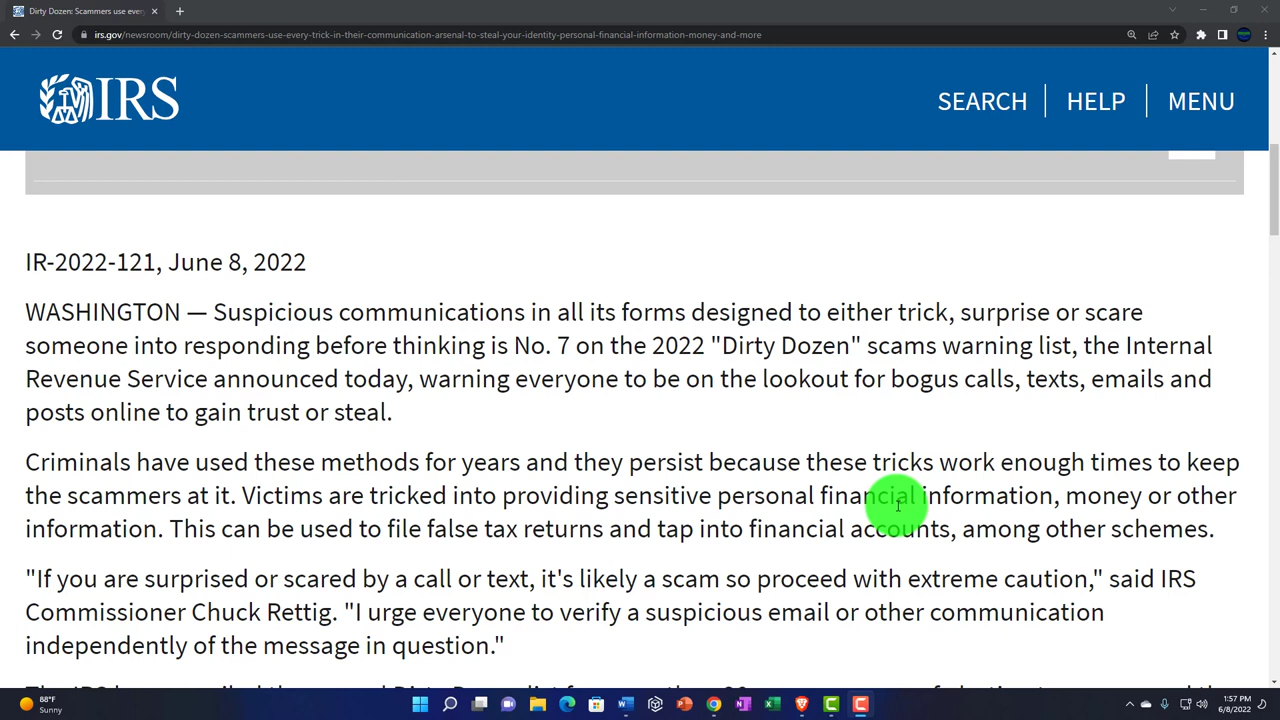 Dirty Dozen: Scammers use every
irs.gov/newsroom/dirty-dozen-scammers-use-every-trick-in-their-communication-arsenal-to-steal-your-identity-personal-financial-information-money-and-more
IRS
SEARCH
HELP
MENU
IR-2022-121, June 8, 2022
WASHINGTON — Suspicious communications in all its forms designed to either trick, surprise or scare
someone into responding before thinking is No. 7 on the 2022 "Dirty Dozen" scams warning list, the Internal
Revenue Service announced today, warning everyone to be on the lookout for bogus calls, texts, emails and
posts online to gain trust or steal.
Criminals have used these methods for years and they persist because these tricks work enough times to keep
the scammers at it. Victims are tricked into providing sensitive personal financial information, money or other
information. This can be used to file false tax returns and tap into financial accounts, among other schemes.
"If you are surprised or scared by a call or text, it's likely a scam so proceed with extreme caution," said IRS
Commissioner Chuck Rettig. "I urge everyone to verify a suspicious email or other communication
independently of the message in question."
88°F
Sunny
1:57 PM
6/8/2022